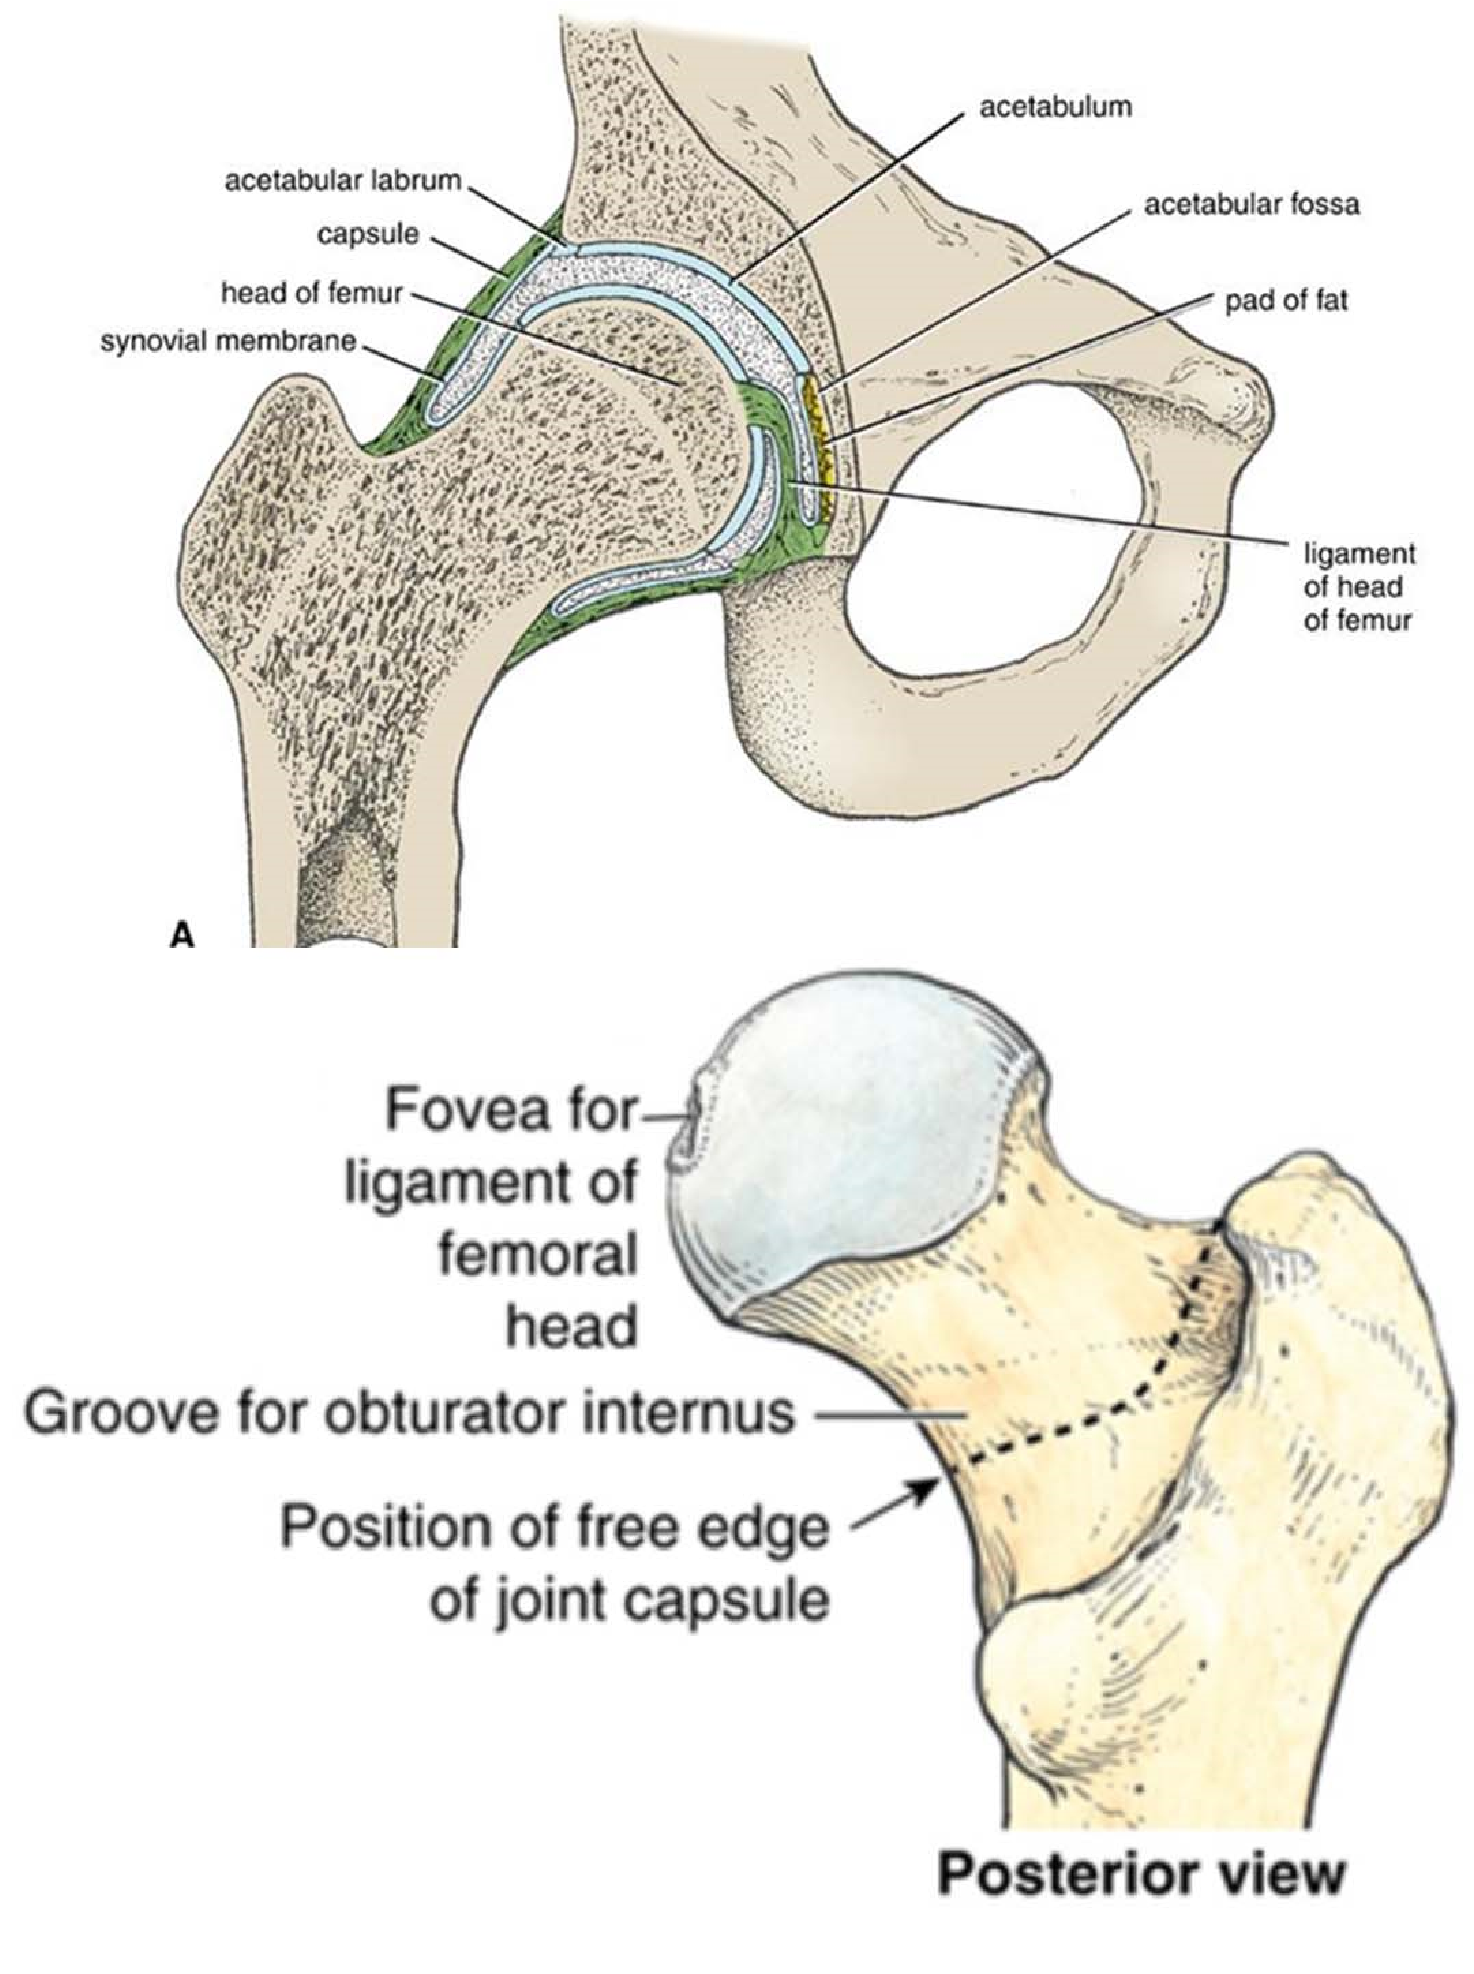 acetabulum
acetabular labrum
acetabular fossa
capsule
head of femur
pad of fat
synovial membrane
ligament
of head
of femur
A
Fovea for
ligament of
femoral
head
Groove for obturator internus
Position of free edge
of joint capsule
Posterior view